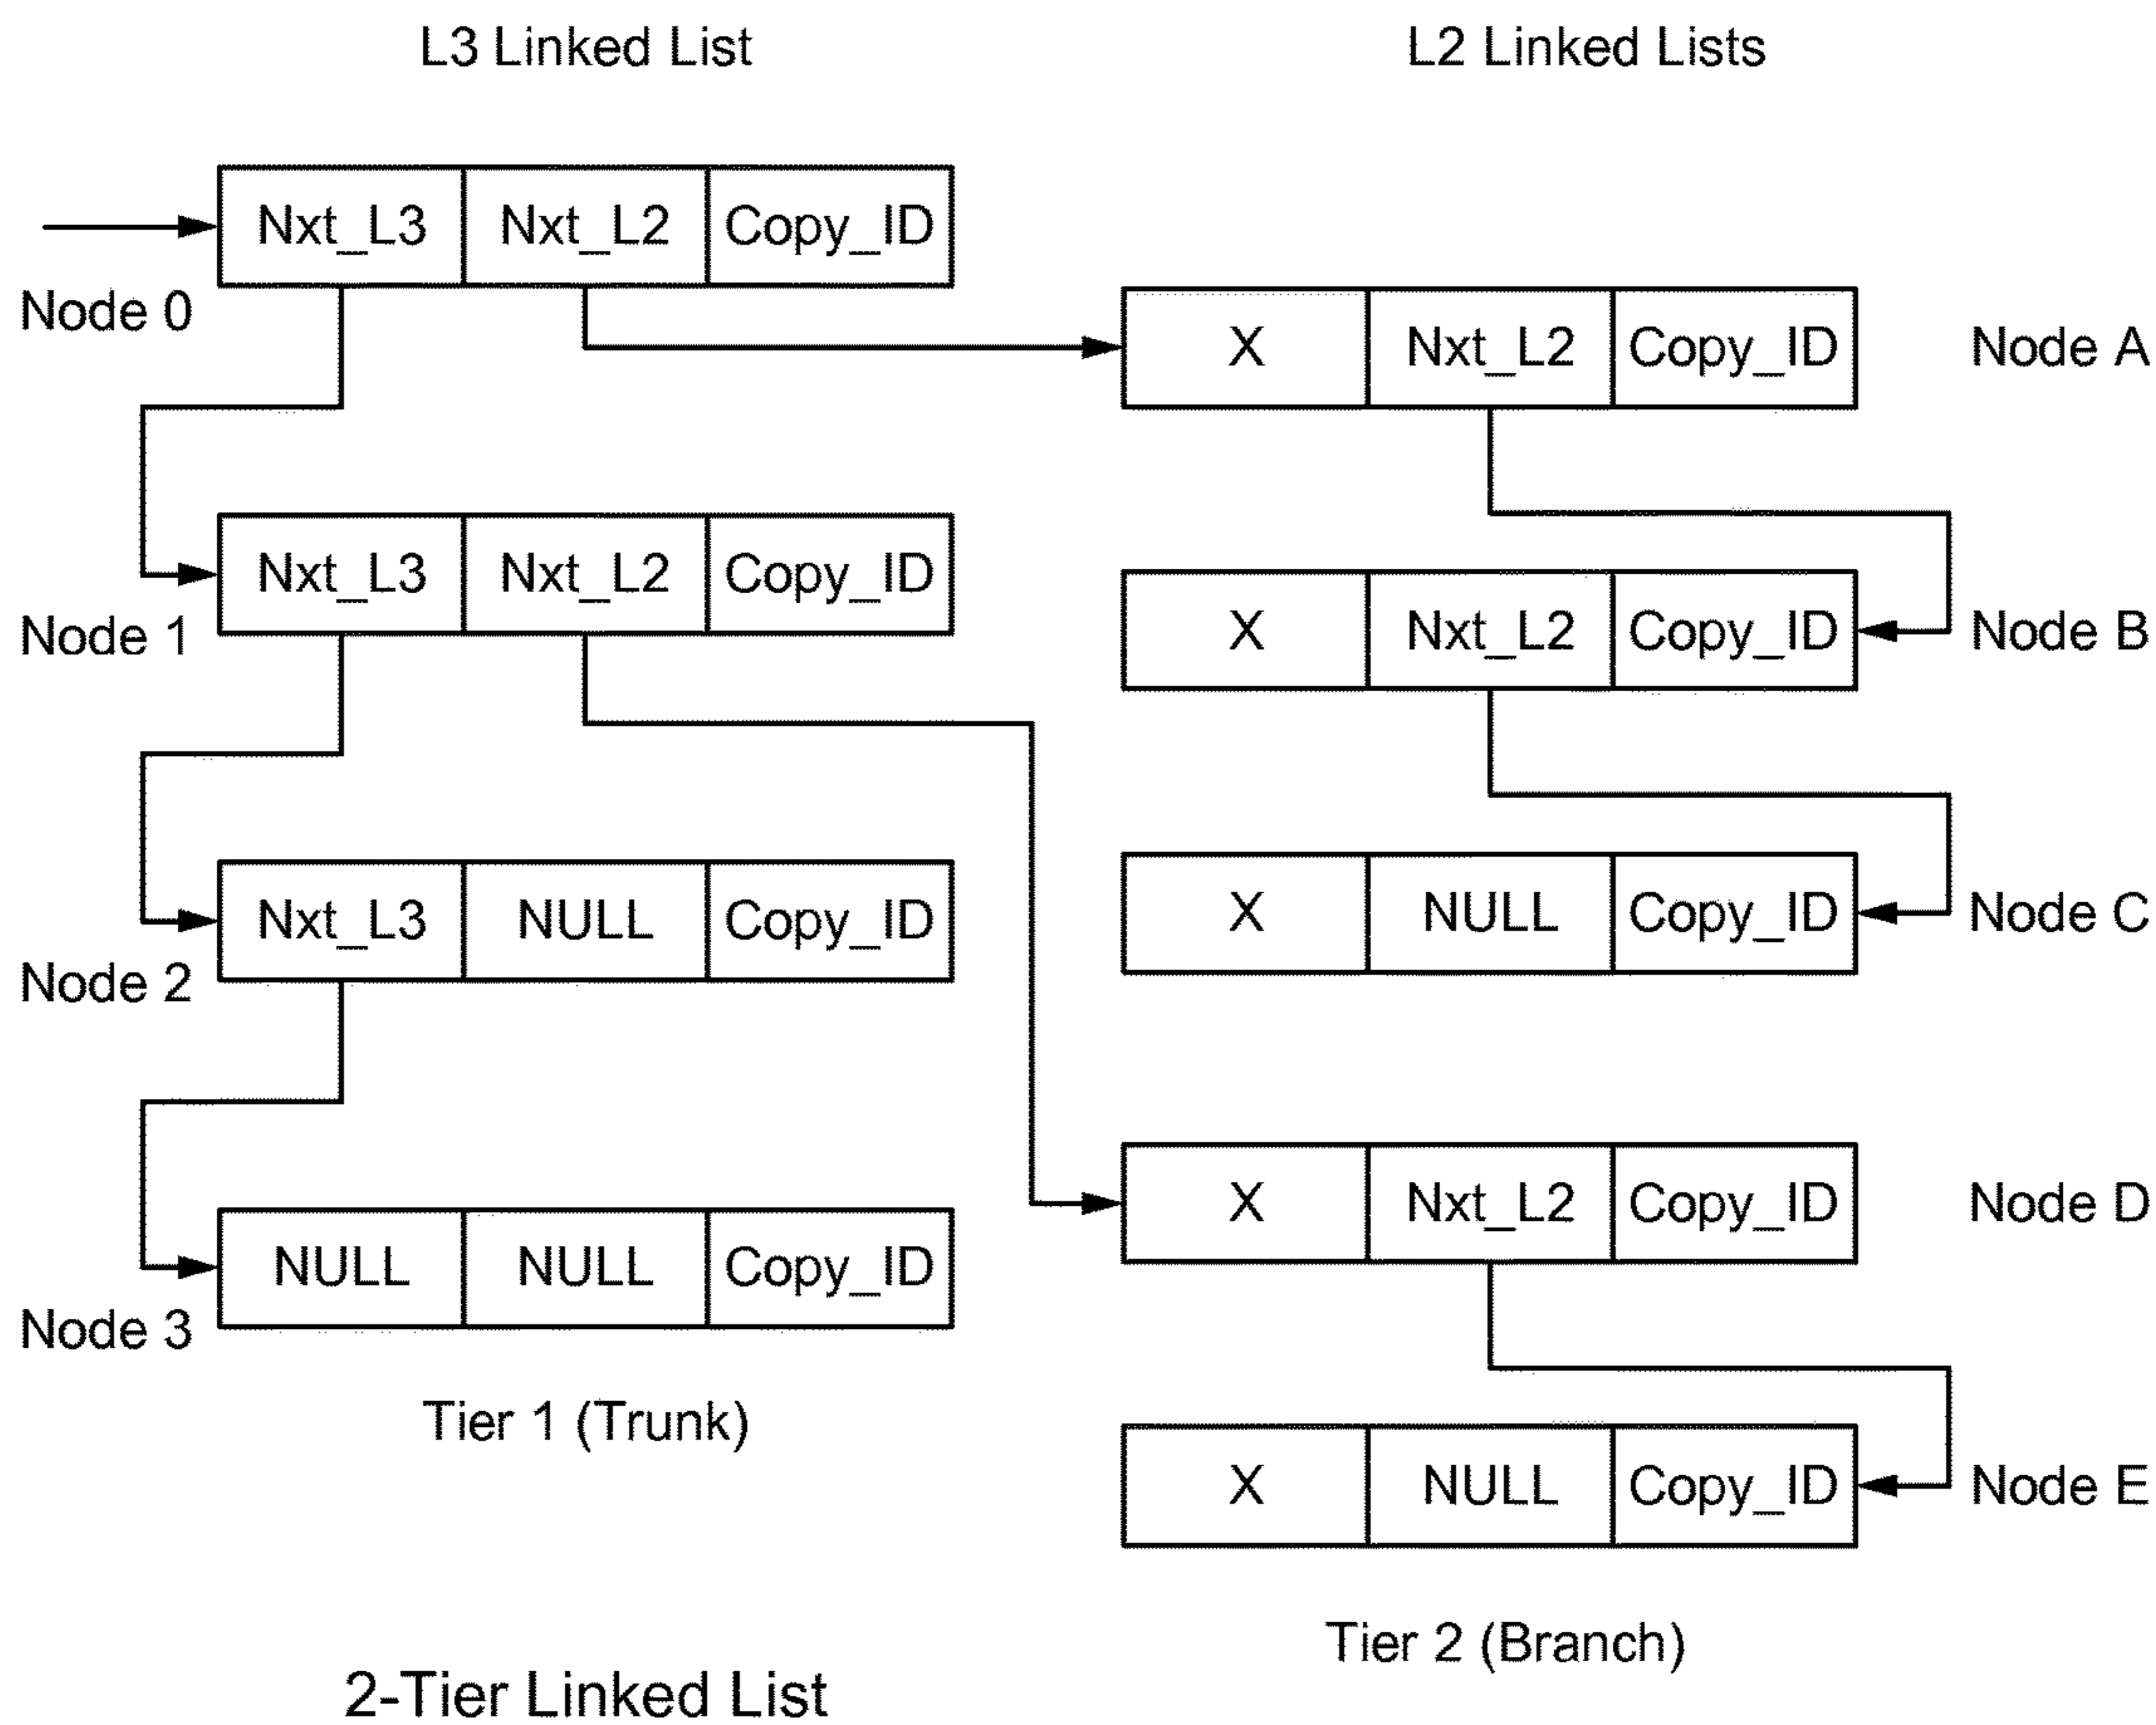 L3 Linked List
L2 Linked Lists
Nxt_L3 Nxt_L2 Copy_ID
Node 0
X Nxt_L2 Copy_ID Node A
Nxt_L3 Nxt_L2 Copy_ID
Node 1
X Nxt_L2 Copy_ID Node B
Nxt_L3 NULL Copy_ID
Node 2
X NULL Copy_ID Node C
X Nxt_L2 Copy_ID Node D
NULL NULL Copy_ID
Node 3
Tier 1 (Trunk)
X NULL Copy_ID Node E
Tier 2 (Branch)
2-Tier Linked List